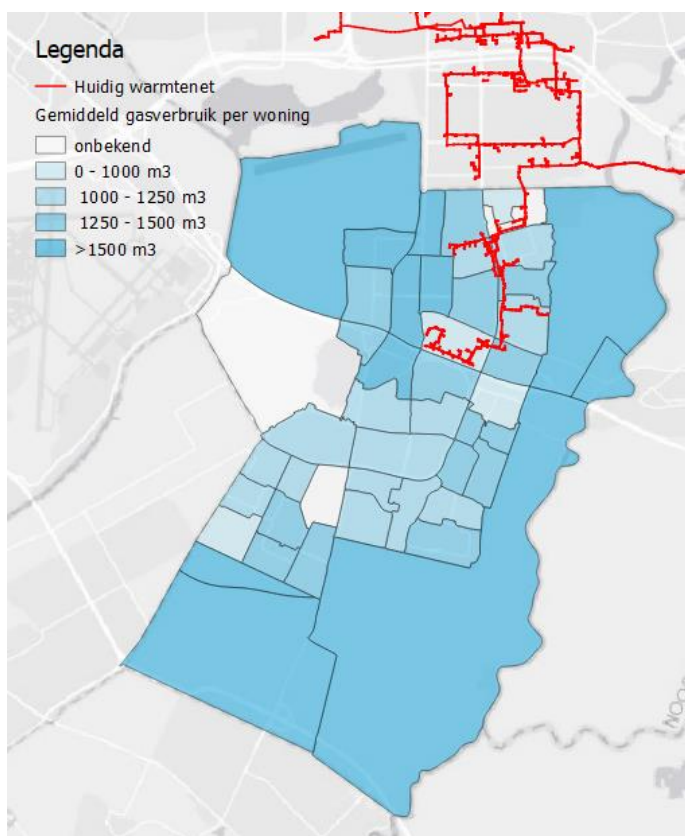 Legenda
Huidig warmtenet
Gemiddeld gasverbruik per woning
onbekend
0 - 1000 m3
1000 - 1250 m3
1250 - 1500 m3
>1500 m3
NOO